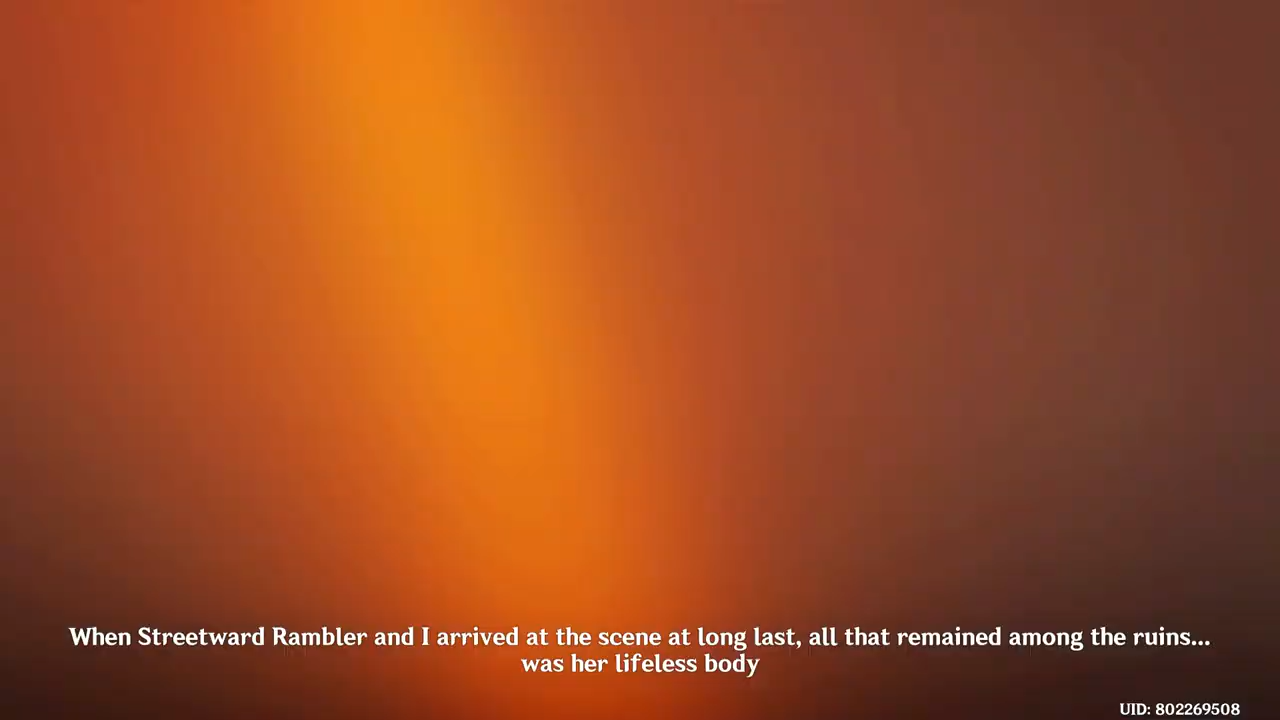 When Streetward Rambler and I arrived at the scene at long last, all that remained among the ruins...
was her lifeless body
UID: 802269508